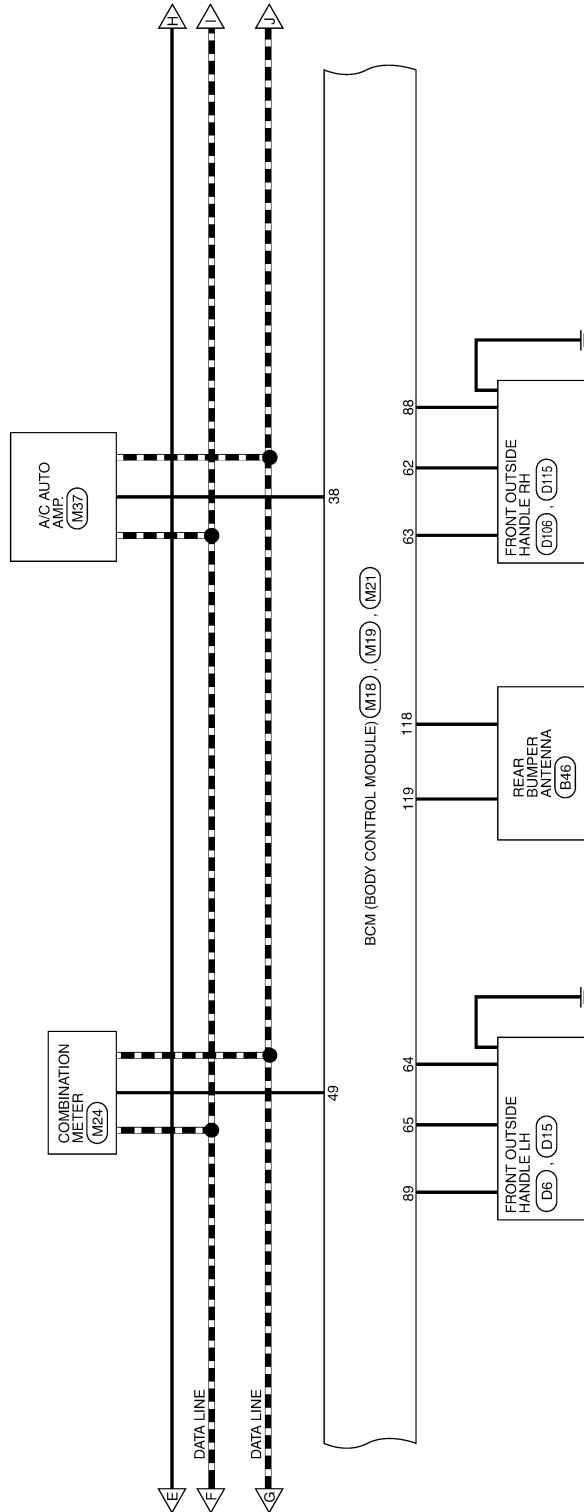 E
F
G
DATA LINE
DATA LINE
COMBINATION
METER
M24
A/C AUTO
AMP.
M37
H
I
J
49
38
BCM (BODY CONTROL MODULE) M18 , M19 , M21
89
65
64
119
118
63
62
88
FRONT OUTSIDE
HANDLE LH
D6 , D15
REAR
BUMPER
ANTENNA
B46
FRONT OUTSIDE
HANDLE RH
D106 , D115